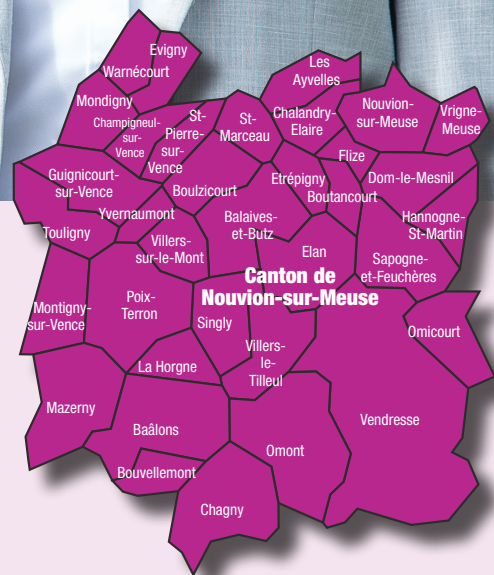 Evigny
Warnécourt
Les
Ayvelles
Mondigny
Champigneul-
sur-
Vence
St-
Pierre-
sur-
Vence
St-
Marceau
Chalandry-
Elaire
Nouvion-
sur-Meuse
Vrigne-
Meuse
Flize
Guignicourt-
sur-Vence
Boulzicourt
Etrépigny
Boutancourt
Dom-le-Mesnil
Yvernaumont
Touligny
Villers-
sur-le-Mont
Balaives-
et-Butz
Hannogne-
St-Martin
Elan
Sapogne-
et-Feuchères
Canton de
Nouvion-sur-Meuse
Montigny-
sur-Vence
Poix-
Terron
Singly
Omicourt
Villers-
le-
Tilleul
La Horgne
Mazerny
Baâlons
Vendresse
Omont
Bouvellemont
Chagny